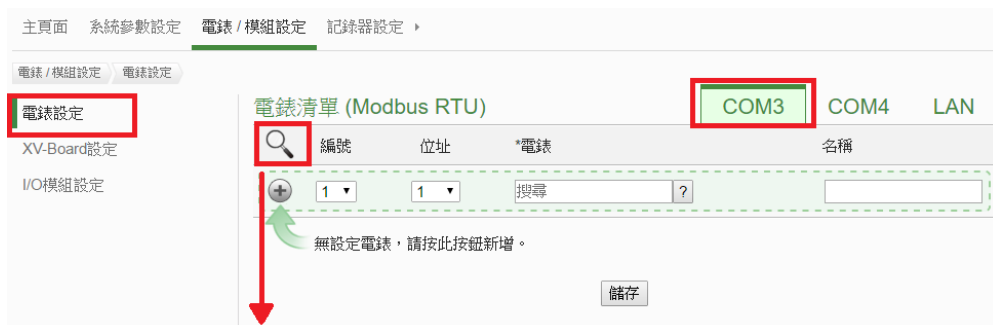 主頁面 系統參數設定 電錶 / 模組設定 記錄器設定
電錶 / 模組設定 電錶設定
電錶設定
XV-Board設定
I/O模組設定
電錶清單 (Modbus RTU) COM3 COM4 LAN
編號 位址 *電錶 名稱
1 1 搜尋 ?
無設定電錶，請按此按鈕新增。
儲存